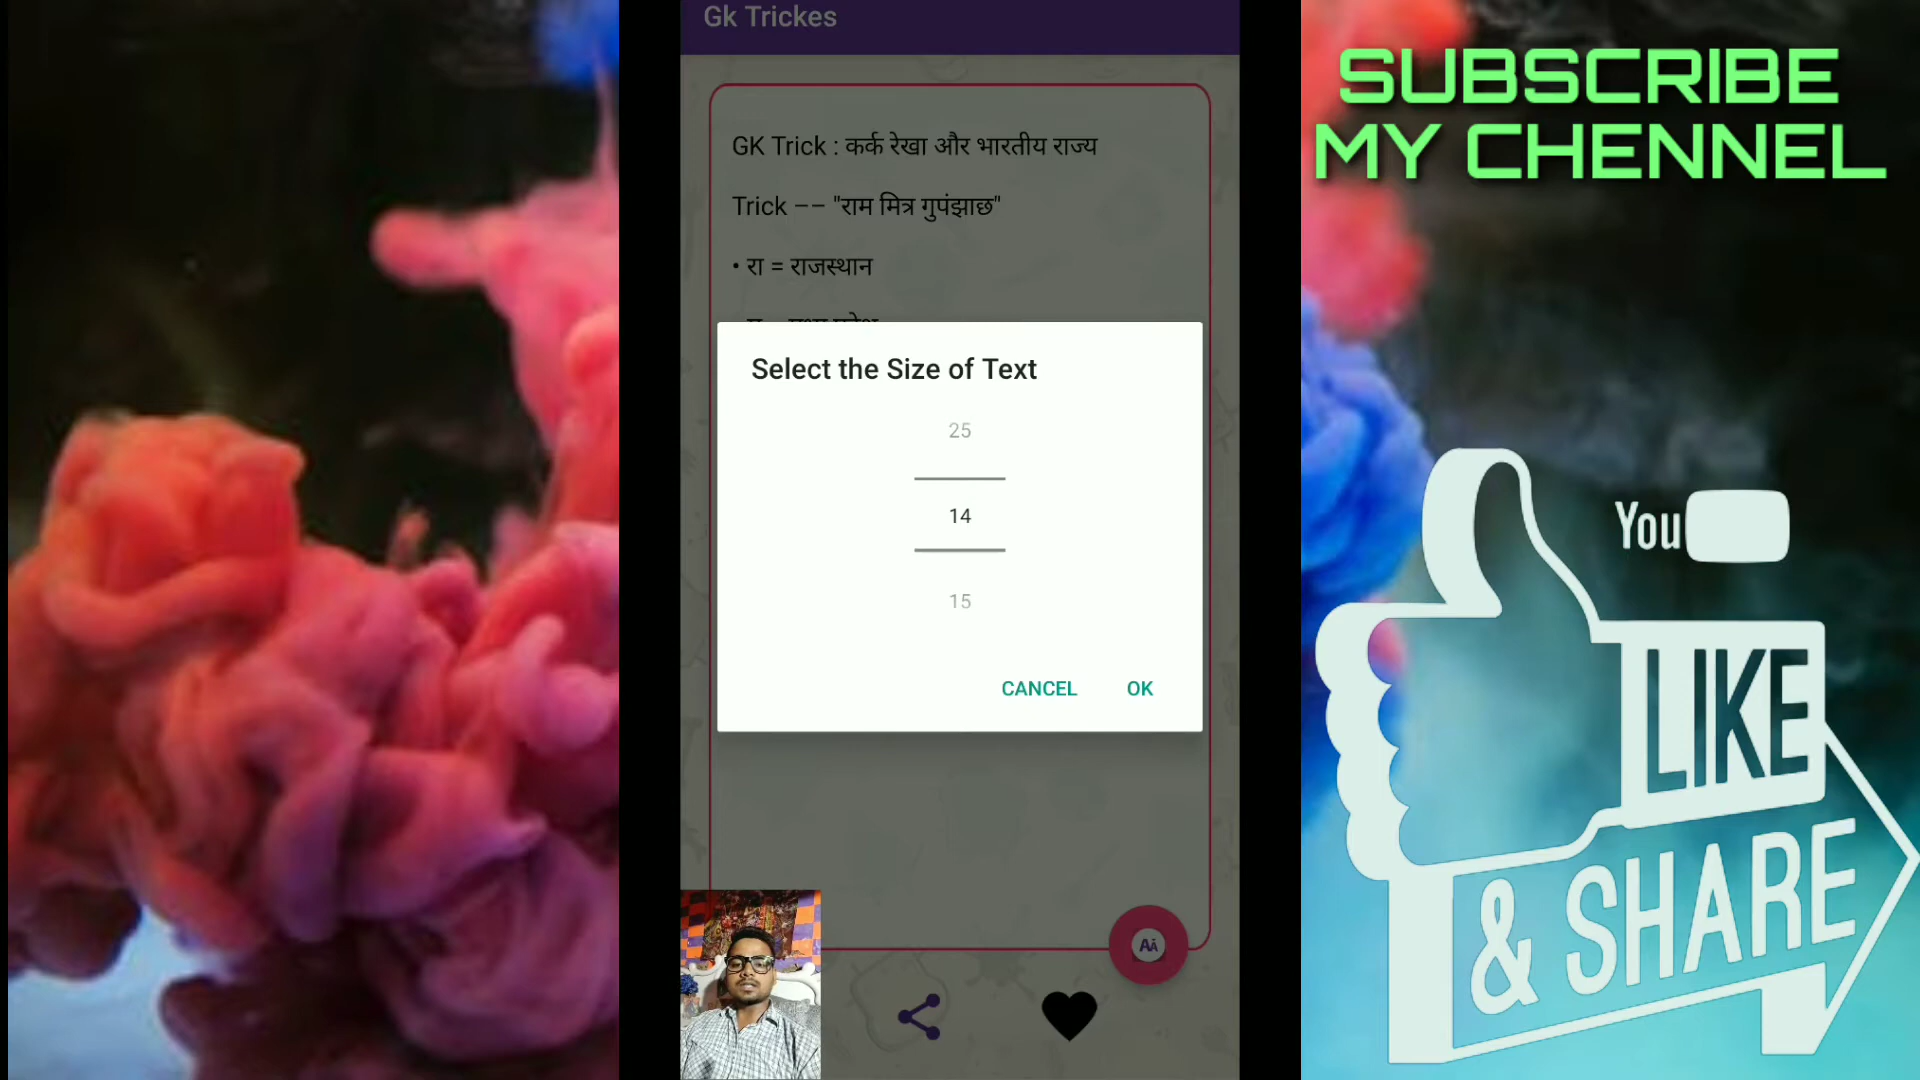 Gk Trickes
GK Trick : कर्क रेखा और भारतीय राज्य
Trick –– "राम मित्र गुपंझाछ"
• रा = राजस्थान
Select the Size of Text
25
14
15
CANCEL OK
AA
SUBSCRIBE
MY CHENNEL
You
LIKE
& SHARE